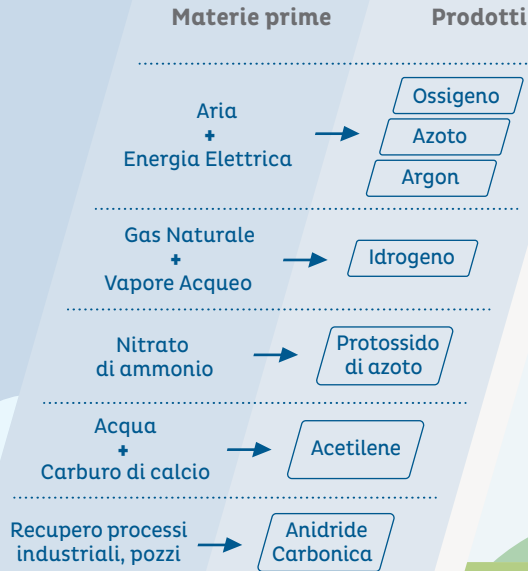 Materie prime Prodotti
Aria
+
Energia Elettrica
Ossigeno
Azoto
Argon
Gas Naturale
+
Vapore Acqueo
Idrogeno
Nitrato
di ammonio
Protossido
di azoto
Acqua
+
Carburo di calcio
Acetilene
Recupero processi
industriali, pozzi
Anidride
Carbonica